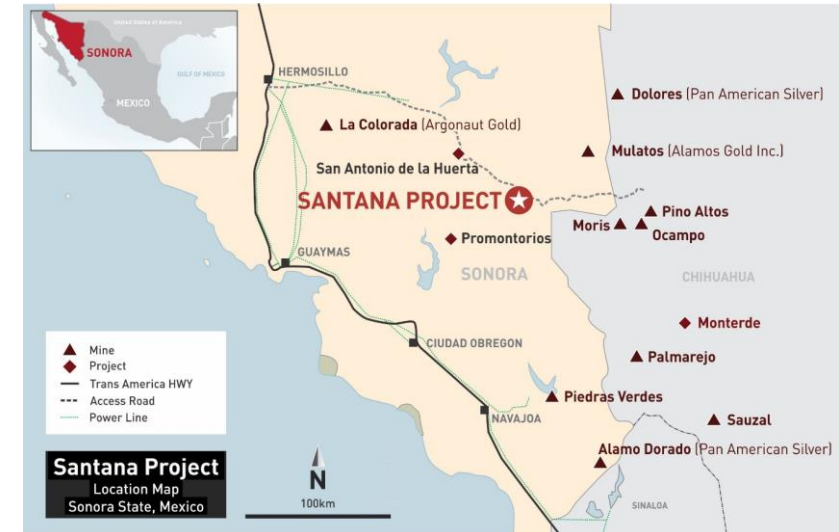 United States of America
SONORA
GULF OF MEXICO
MEXICO
HERMOSILLO
Dolores (Pan American Silver)
La Colorada (Argonaut Gold)
Mulatos (Alamos Gold Inc.)
San Antonio de la Huerta
SANTANA PROJECT
Pino Altos
Moris
Ocampo
Promontorios
GUAYMAS
SONORA
CHIHUAHUA
Monterde
CIUDAD OBREGON
Palmarejo
Piedras Verdes
NAVAJOA
Sauzal
Alamo Dorado (Pan American Silver)
SINALOA
Mine
Project
Trans America HWY
Access Road
Power Line
Santana Project
Location Map
Sonora State, Mexico
N
100km